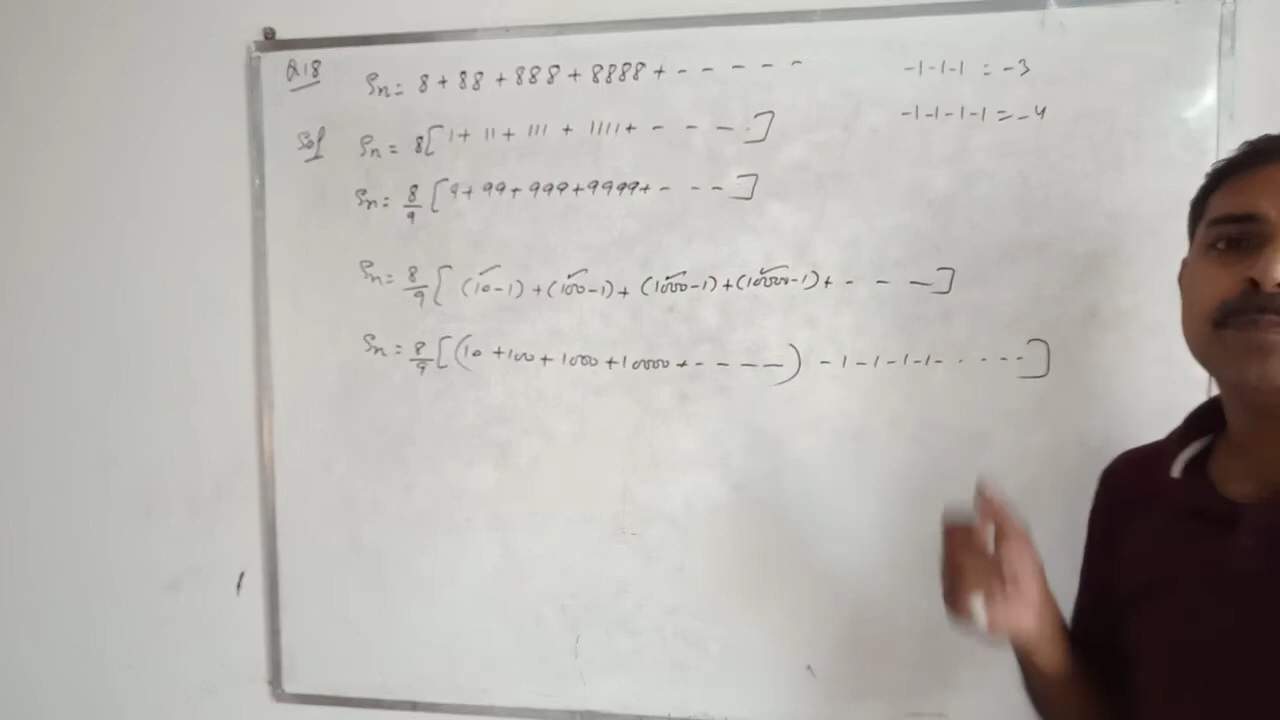 Q.18 Sn = 8 + 88 + 888 + 8888 + - - - - -
-1-1-1 = -3
-1-1-1-1 = -4
Sol Sn = 8[1 + 11 + 111 + 1111 + - - - .]
Sn = 8/9 [9 + 99 + 999 + 9999 + - - - ]
Sn = 8/9 [(10-1) + (100-1) + (1000-1) + (10000-1) + - - - ]
Sn = 8/9 [(10 + 100 + 1000 + 10000 + - - - - -) -1-1-1-1- - - - - ]